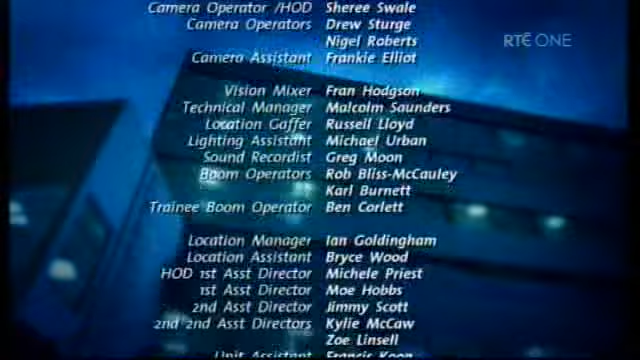 Camera Operator /HOD Sheree Swale
Camera Operators Drew Sturge
Nigel Roberts
RTÉ ONE
Camera Assistant Frankie Elliot
Vision Mixer Fran Hodgson
Technical Manager Malcolm Saunders
Location Gaffer Russell Lloyd
Lighting Assistant Michael Urban
Sound Recordist Greg Moon
Boom Operators Rob Bliss-McCauley
Karl Burnett
Trainee Boom Operator Ben Corlett
Location Manager Ian Goldingham
Location Assistant Bryce Wood
HOD 1st Asst Director Michele Priest
1st Asst Director Moe Hobbs
2nd Asst Director Jimmy Scott
2nd 2nd Asst Directors Kylie McCaw
Zoe Linsell
Unit Assistant Francis Koon